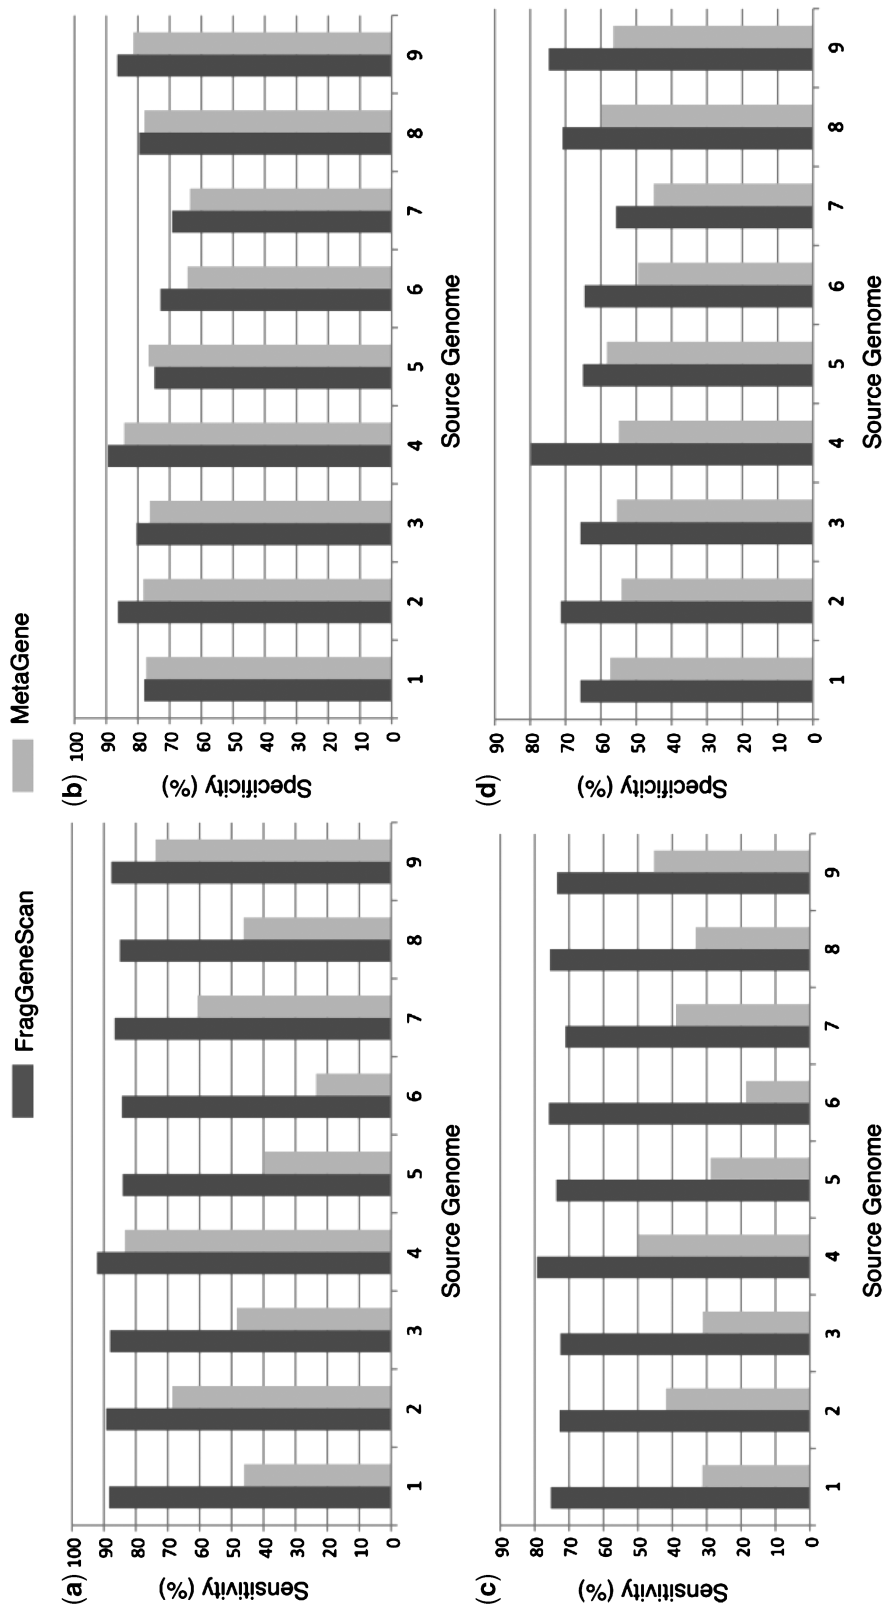 FragGeneScan MetaGene
(a)
Sensitivity (%)
100
90
80
70
60
50
40
30
20
10
0
1 2 3 4 5 6 7 8 9
Source Genome
(b)
Specificity (%)
100
90
80
70
60
50
40
30
20
10
0
1 2 3 4 5 6 7 8 9
Source Genome
(c)
Sensitivity (%)
90
80
70
60
50
40
30
20
10
0
1 2 3 4 5 6 7 8 9
Source Genome
(d)
Specificity (%)
90
80
70
60
50
40
30
20
10
0
1 2 3 4 5 6 7 8 9
Source Genome